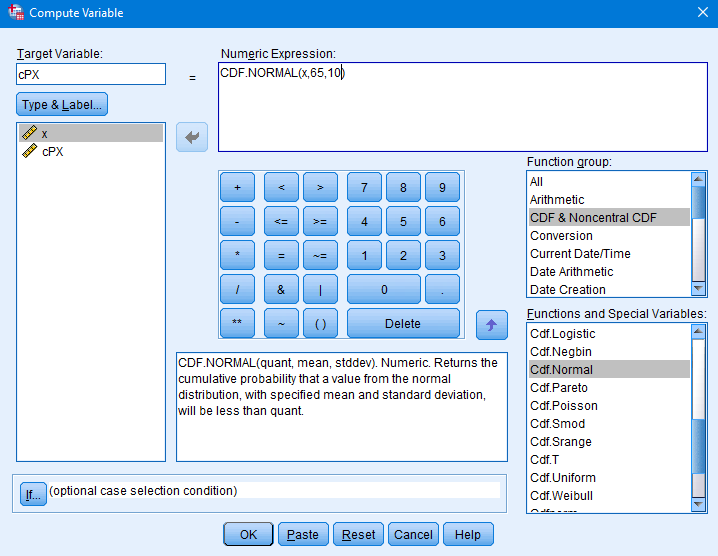 Compute Variable
Target Variable:
cPX
=
Numeric Expression:
CDF.NORMAL(x,65,10)
Type & Label...
x
cPX
+ < > 7 8 9
- <= >= 4 5 6
* = ~= 1 2 3
/ & | 0 .
** ~ ( ) Delete
CDF.NORMAL(quant, mean, stddev). Numeric. Returns the
cumulative probability that a value from the normal
distribution, with specified mean and standard deviation,
will be less than quant.
Function group:
All
Arithmetic
CDF & Noncentral CDF
Conversion
Current Date/Time
Date Arithmetic
Date Creation
Functions and Special Variables:
Cdf.Logistic
Cdf.Negbin
Cdf.Normal
Cdf.Pareto
Cdf.Poisson
Cdf.Smod
Cdf.Srange
Cdf.T
Cdf.Uniform
Cdf.Weibull
If... (optional case selection condition)
OK Paste Reset Cancel Help